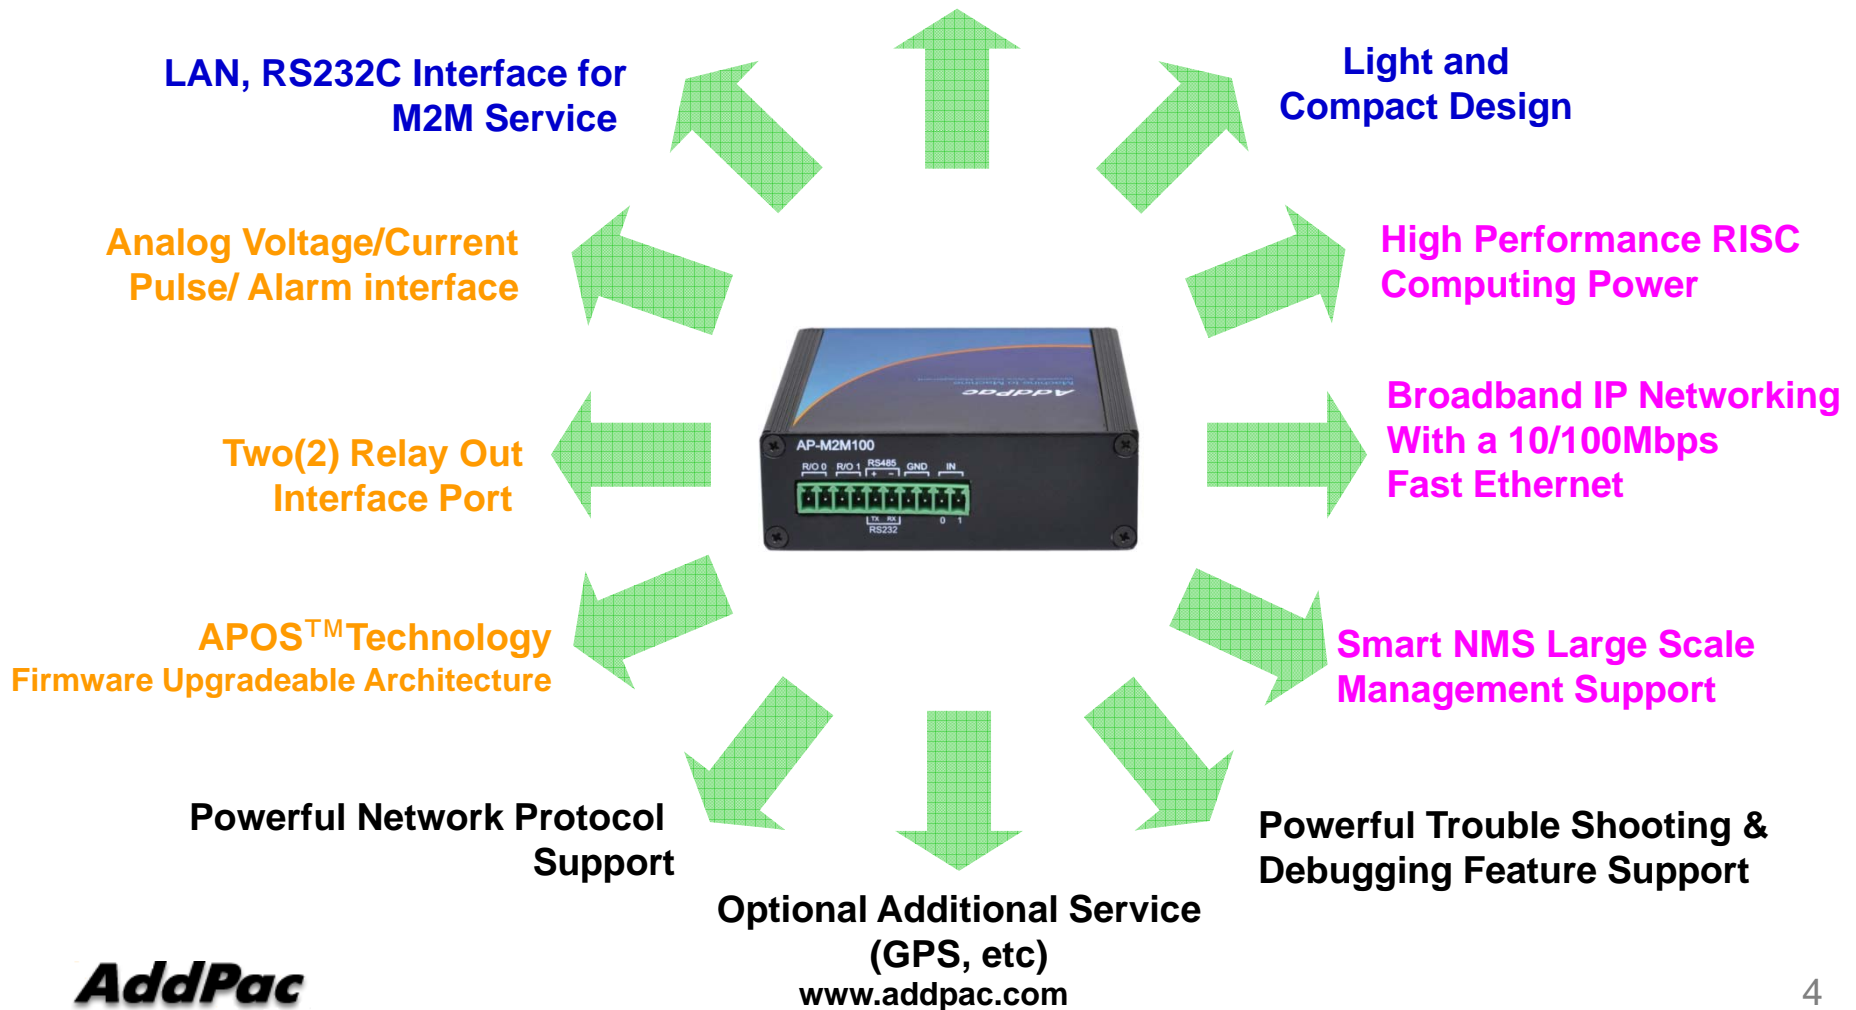 LAN, RS232C Interface for
M2M Service
Light and
Compact Design
Analog Voltage/Current
Pulse/ Alarm interface
High Performance RISC
Computing Power
Two(2) Relay Out
Interface Port
Broadband IP Networking
With a 10/100Mbps
Fast Ethernet
AddPac
Machine to Machine
AP-M2M100
R/O 0 R/O 1 RS485 GND IN
+ −
TX RX 0 1
RS232
APOS™Technology
Firmware Upgradeable Architecture
Smart NMS Large Scale
Management Support
Powerful Network Protocol
Support
Powerful Trouble Shooting &
Debugging Feature Support
Optional Additional Service
(GPS, etc)
AddPac
www.addpac.com
4